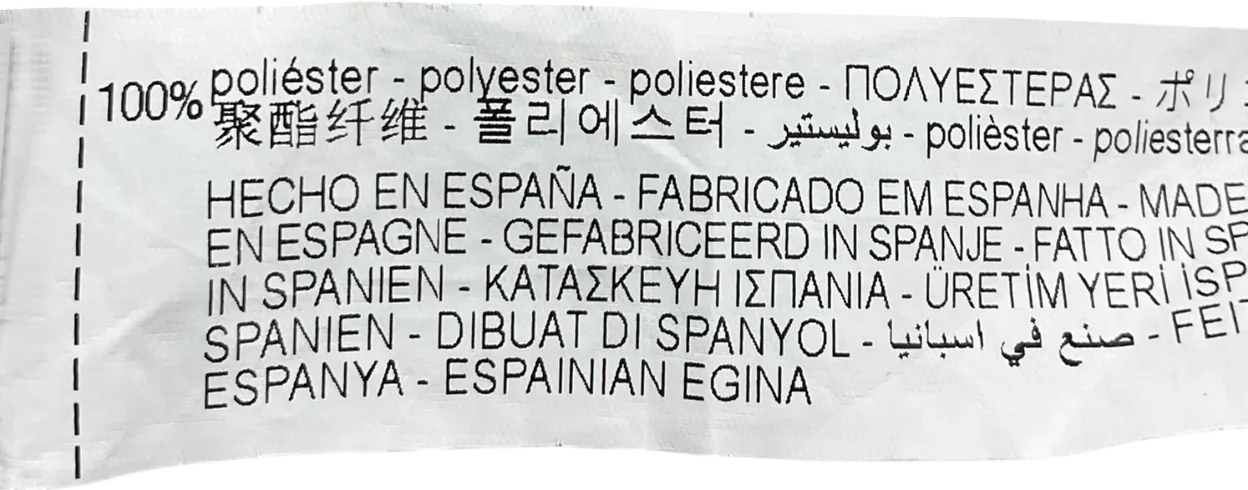 100% poliéster - polyester - poliestere - ΠΟΛΥΕΣΤΕΡΑΣ - ポリ
聚酯纤维 - 폴리에스터 - بوليستير - polièster - poliesterra
HECHO EN ESPAÑA - FABRICADO EM ESPANHA - MADE
EN ESPAGNE - GEFABRICEERD IN SPANJE - FATTO IN SP
IN SPANIEN - ΚΑΤΑΣΚΕΥΗ ΙΣΠΑΝΙΑ - ÜRETİM YERİ İSP
SPANIEN - DIBUAT DI SPANYOL - صنع في اسبانيا - FEIT
ESPANYA - ESPAINIAN EGINA